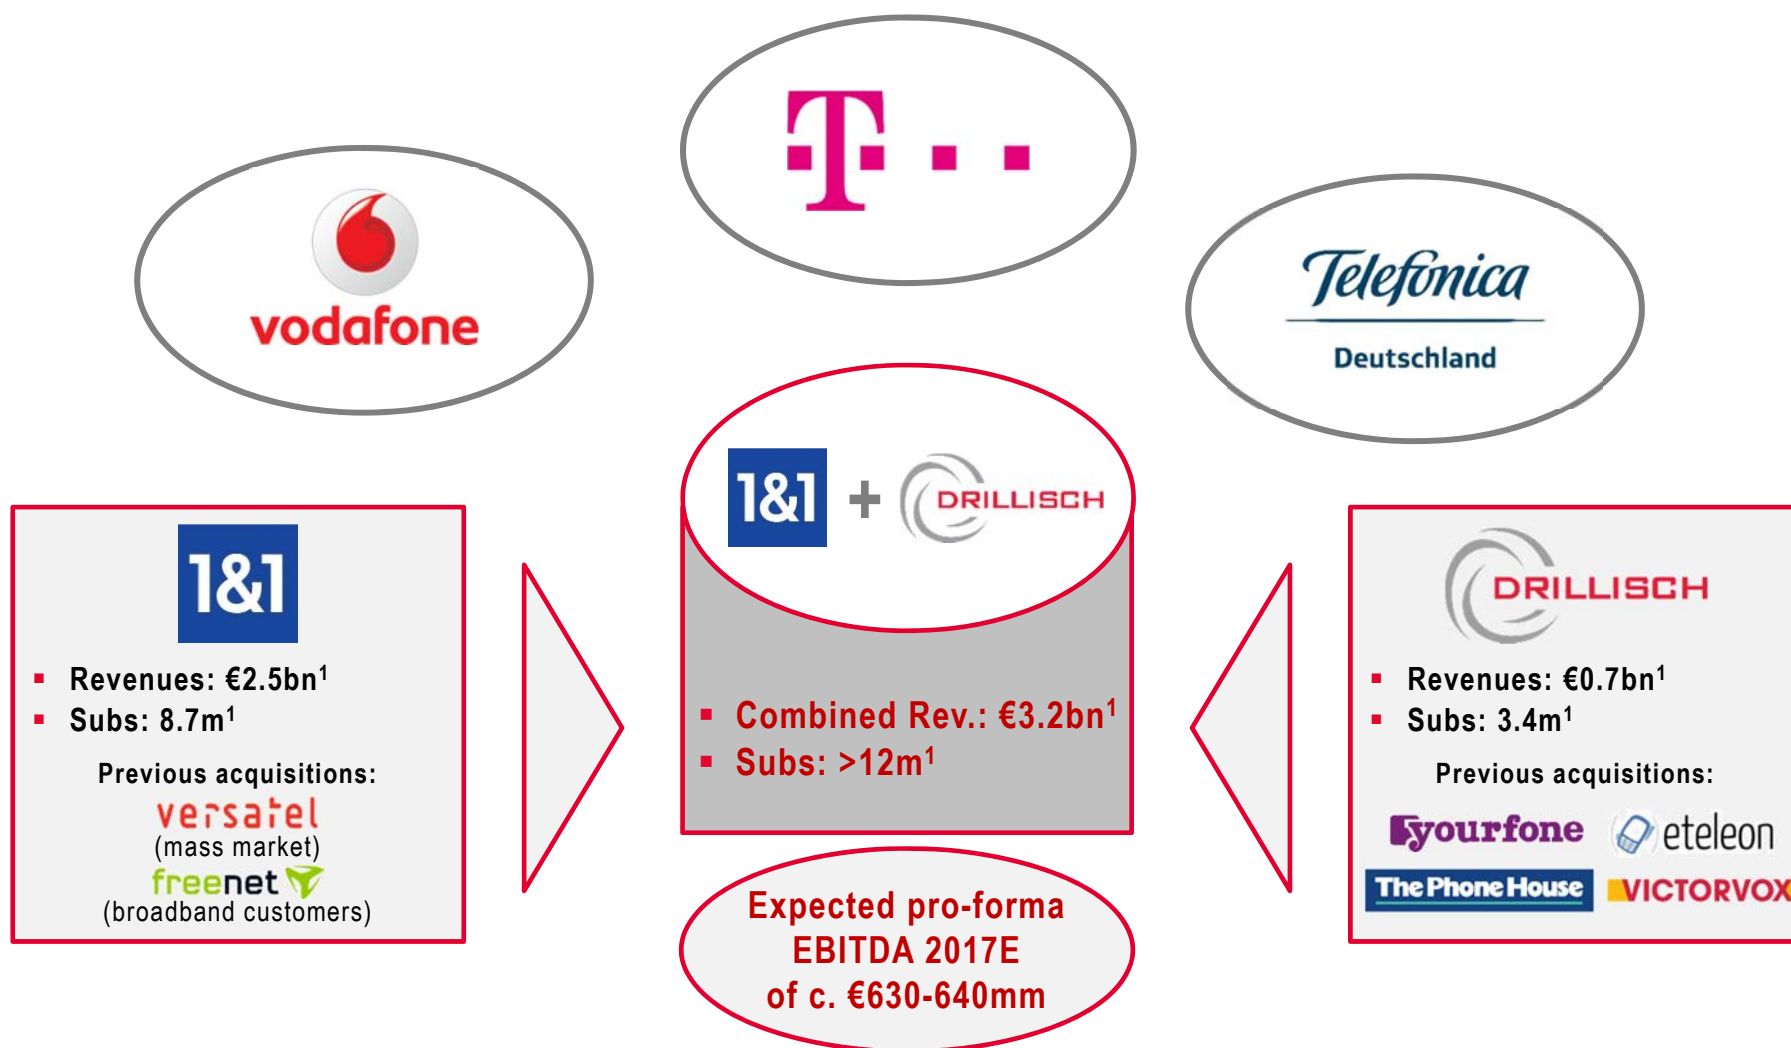 T
vodafone
Telefónica
Deutschland
1&1 + DRILLISCH
1&1
▪ Revenues: €2.5bn¹
▪ Subs: 8.7m¹
Previous acquisitions:
versatel
(mass market)
freenet
(broadband customers)
▪ Combined Rev.: €3.2bn¹
▪ Subs: >12m¹
Expected pro-forma
EBITDA 2017E
of c. €630-640mm
DRILLISCH
▪ Revenues: €0.7bn¹
▪ Subs: 3.4m¹
Previous acquisitions:
yourfone eteleon
The Phone House VICTORVOX